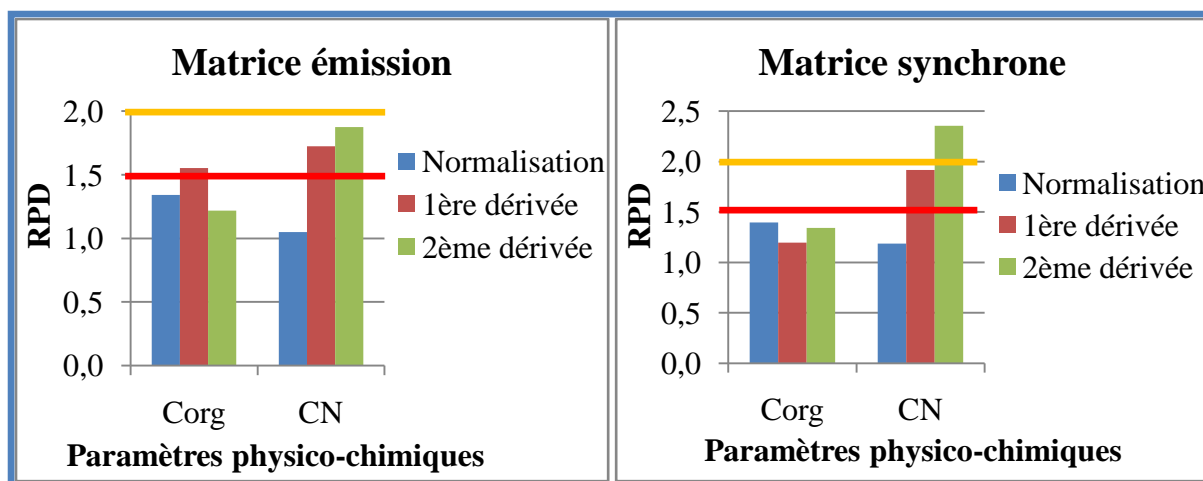 Matrice émission
2,0
1,5
1,0
0,5
0,0
RPD
Corg CN
Paramètres physico-chimiques
Normalisation
1ère dérivée
2ème dérivée
Matrice synchrone
2,5
2,0
1,5
1,0
0,5
0,0
RPD
Corg CN
Paramètres physico-chimiques
Normalisation
1ère dérivée
2ème dérivée